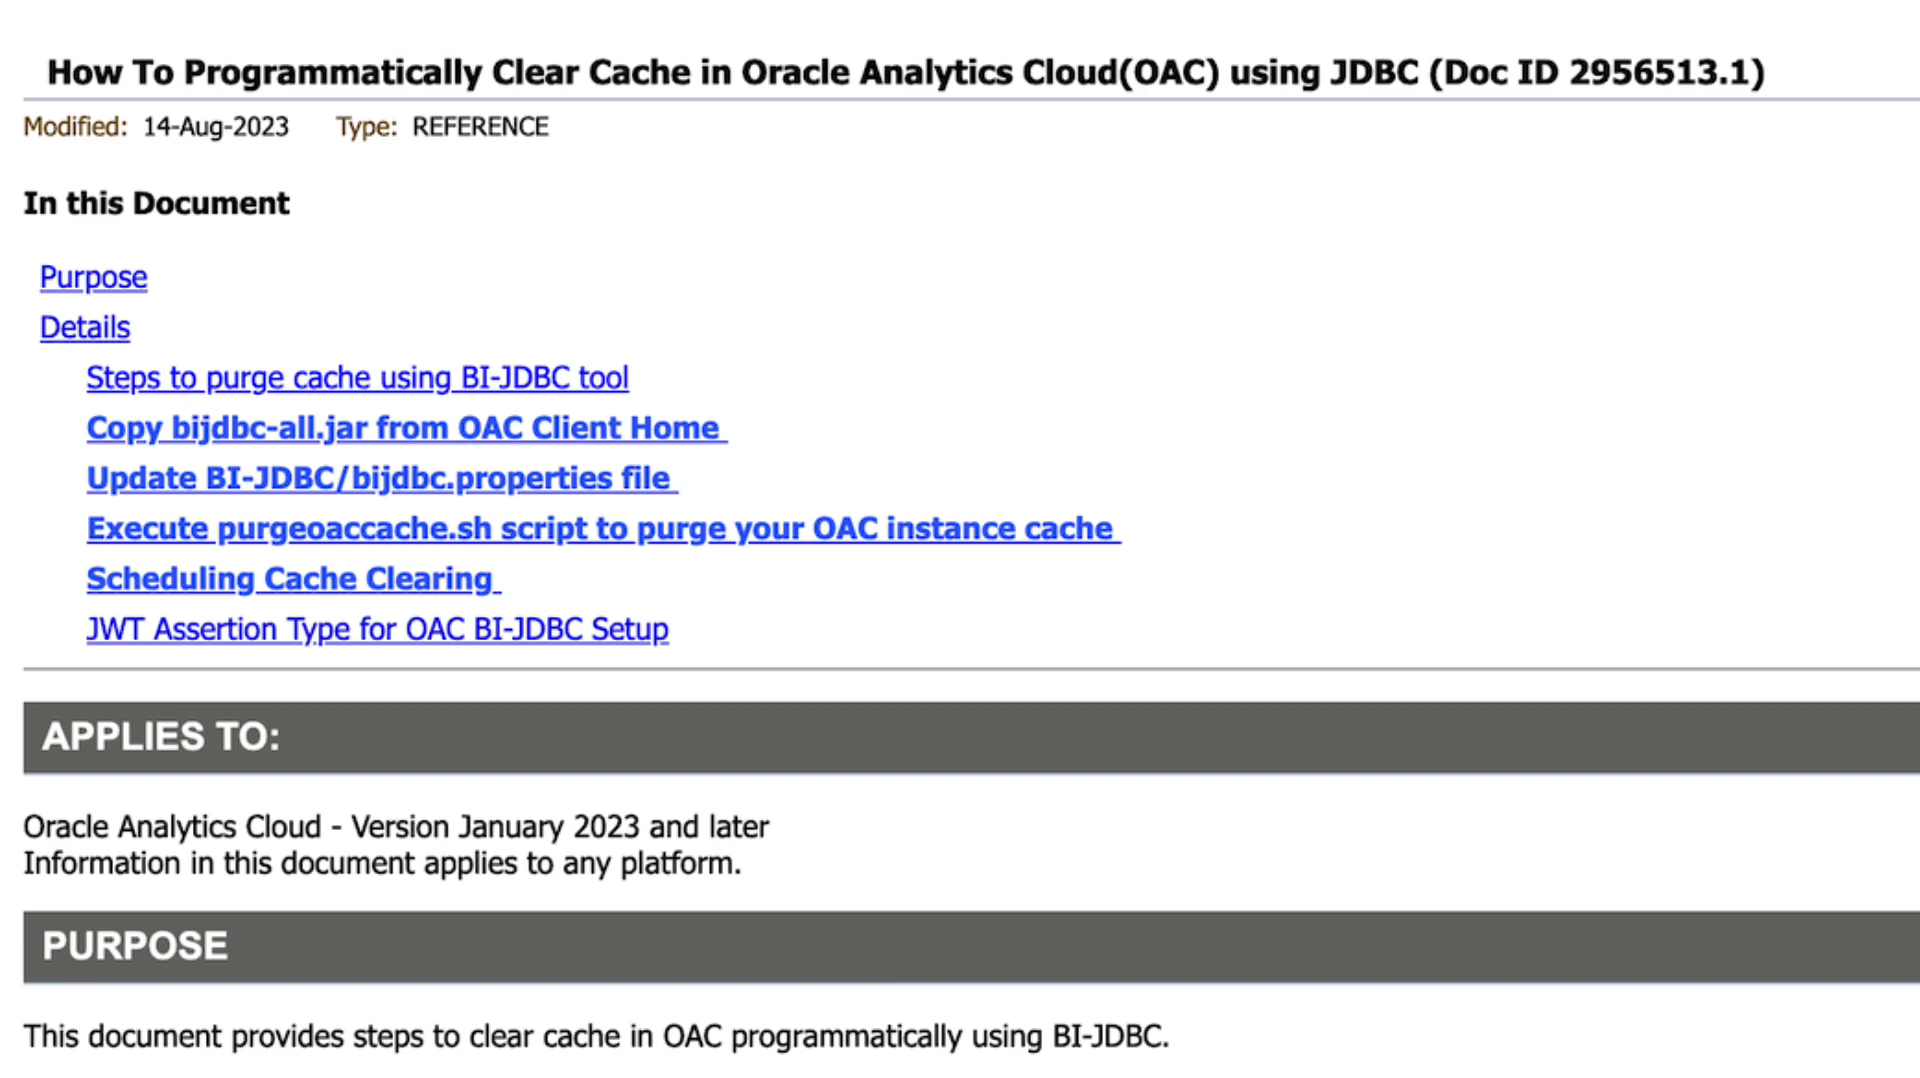 How To Programmatically Clear Cache in Oracle Analytics Cloud(OAC) using JDBC (Doc ID 2956513.1)
Modified: 14-Aug-2023 Type: REFERENCE
In this Document
Purpose
Details
Steps to purge cache using BI-JDBC tool
Copy bijdbc-all.jar from OAC Client Home
Update BI-JDBC/bijdbc.properties file
Execute purgeoaccache.sh script to purge your OAC instance cache
Scheduling Cache Clearing
JWT Assertion Type for OAC BI-JDBC Setup
APPLIES TO:
Oracle Analytics Cloud - Version January 2023 and later
Information in this document applies to any platform.
PURPOSE
This document provides steps to clear cache in OAC programmatically using BI-JDBC.